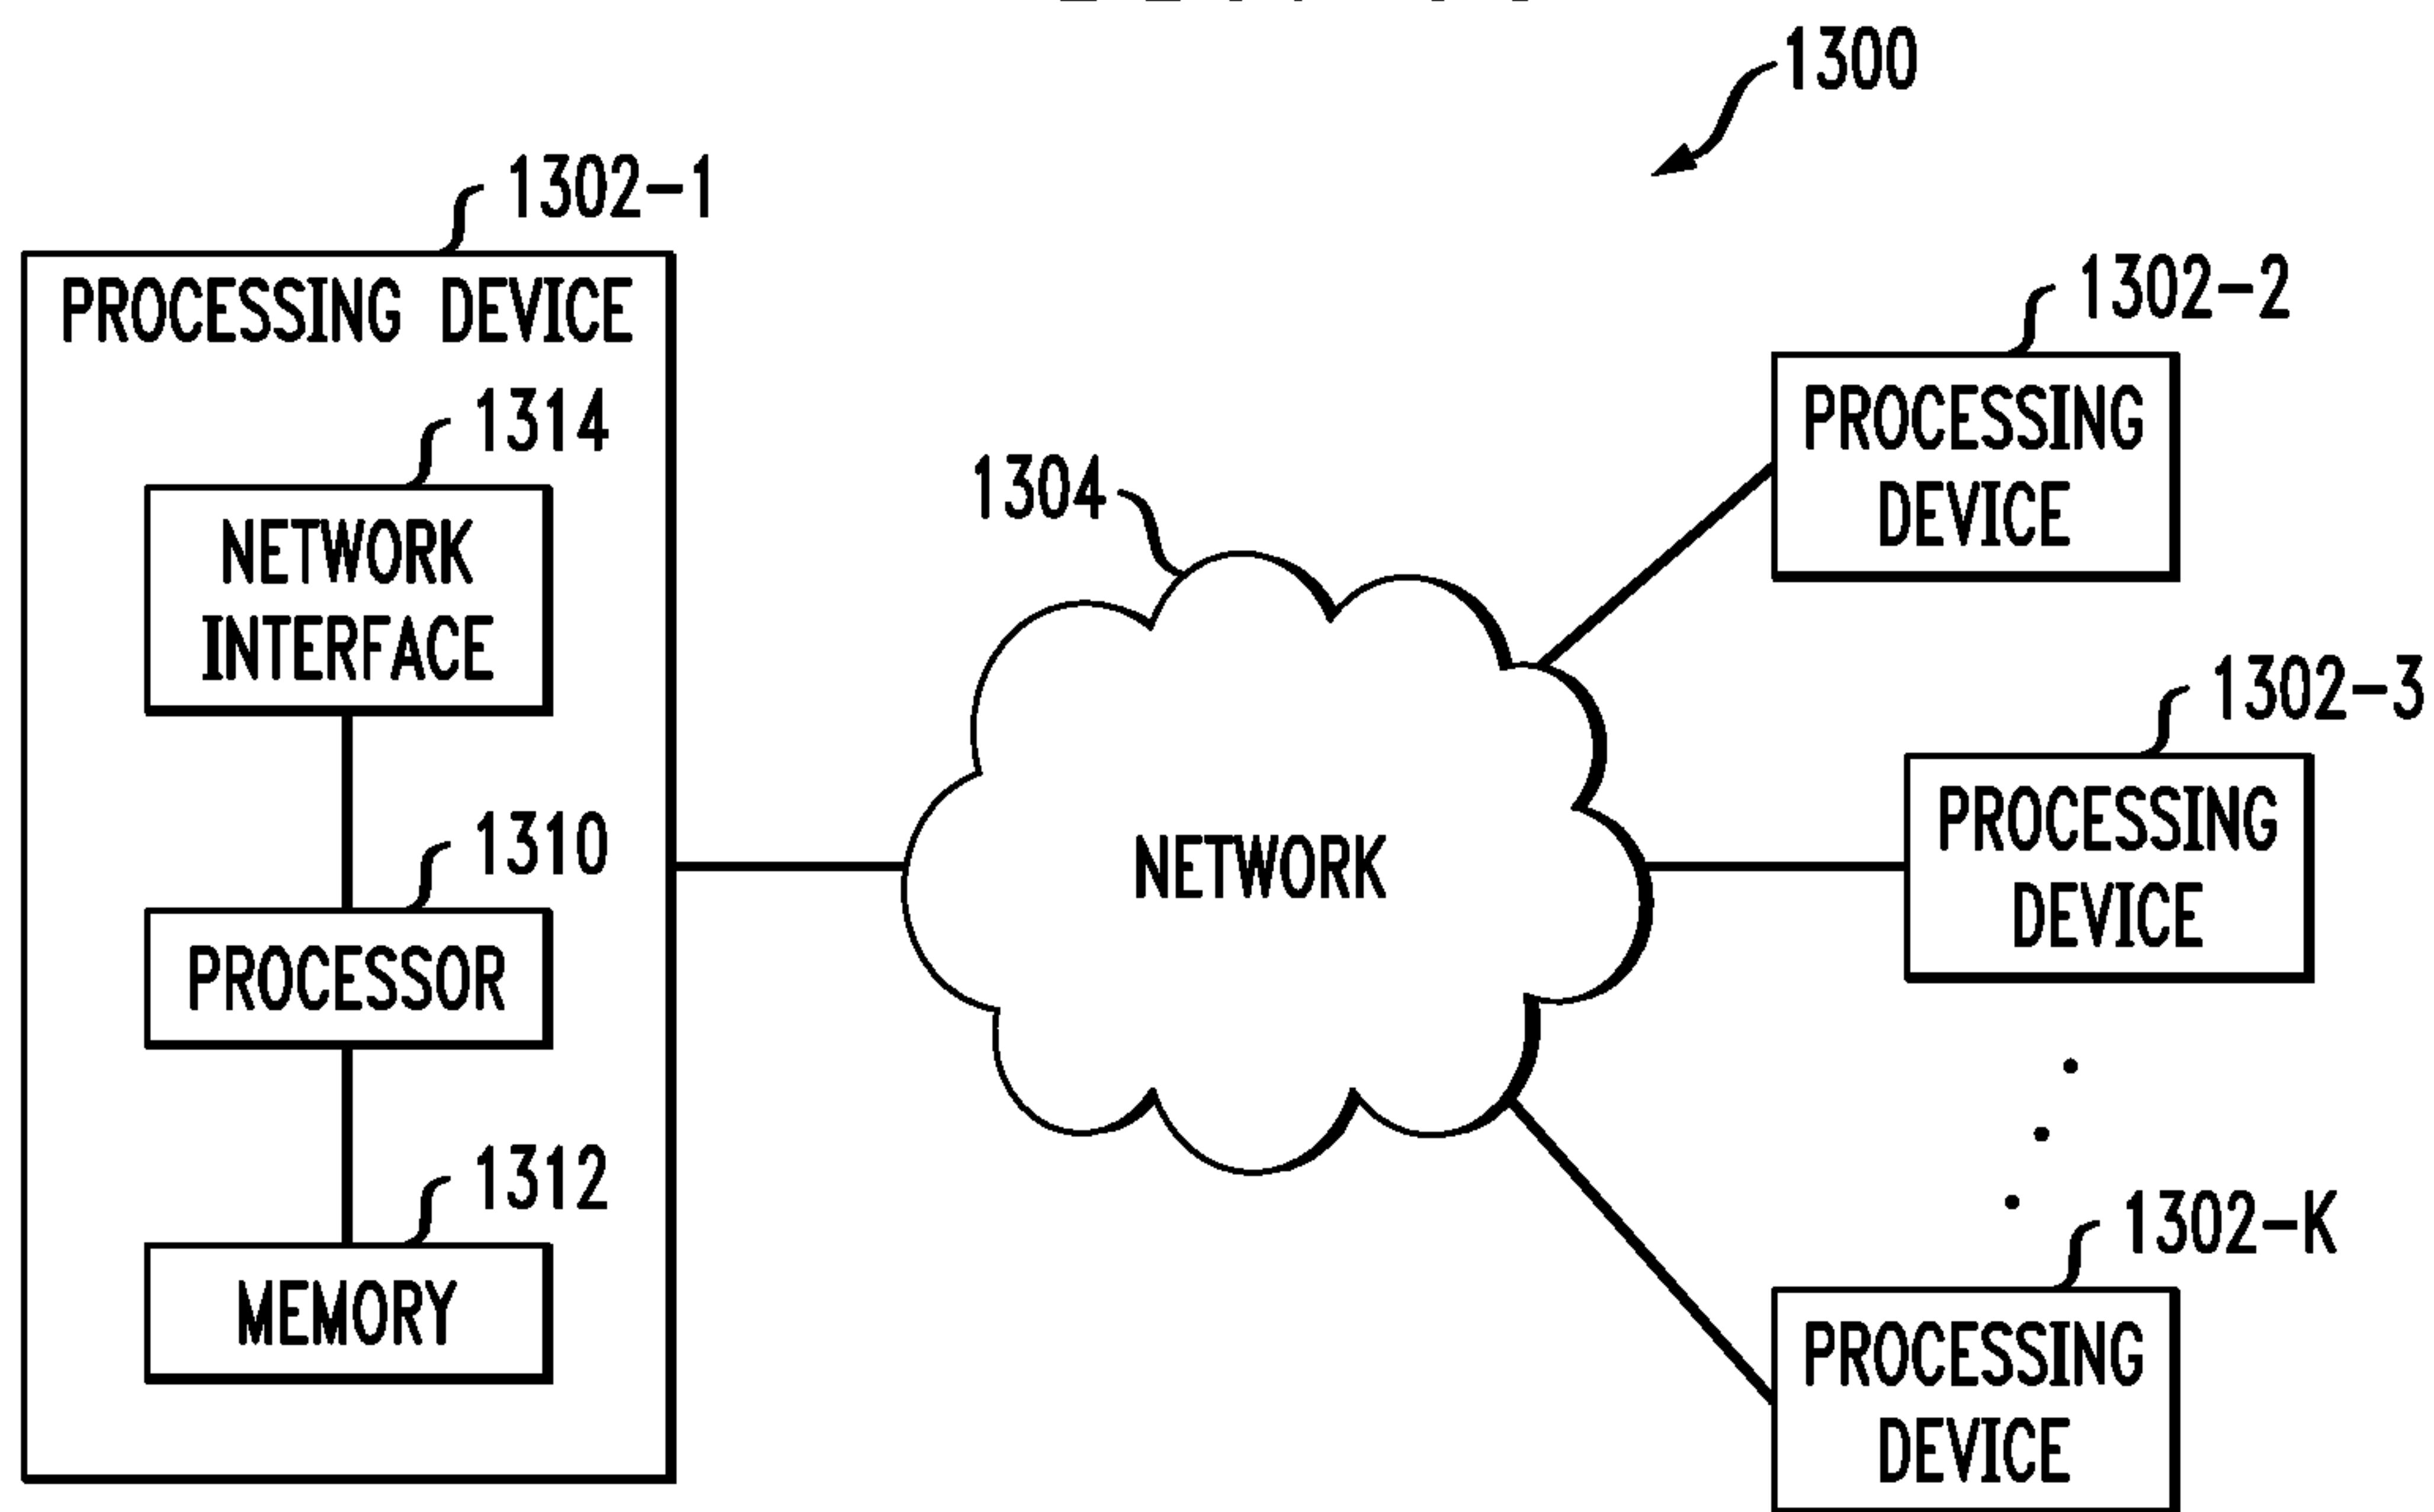 1300
1302-1
PROCESSING DEVICE
1314
NETWORK
INTERFACE
1310
PROCESSOR
1312
MEMORY
1304
NETWORK
1302-2
PROCESSING
DEVICE
1302-3
PROCESSING
DEVICE
1302-K
PROCESSING
DEVICE